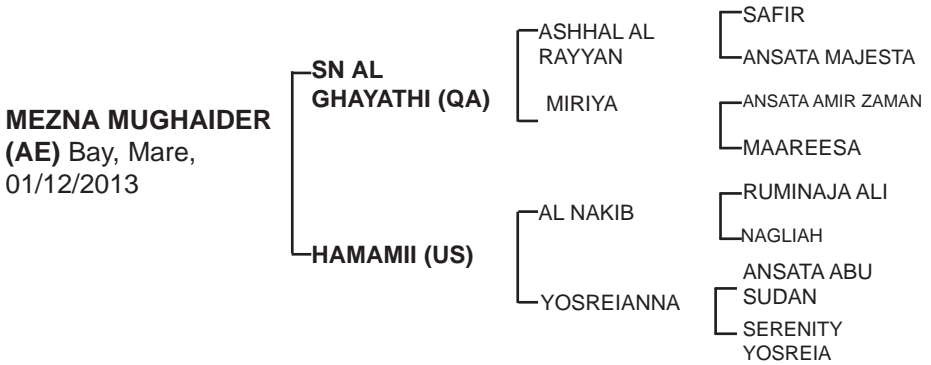 MEZNA MUGHAIDER
(AE) Bay, Mare,
01/12/2013
SN AL
GHAYATHI (QA)
HAMAMII (US)
ASHHAL AL
RAYYAN
MIRIYA
AL NAKIB
YOSREIANNA
SAFIR
ANSATA MAJESTA
ANSATA AMIR ZAMAN
MAAREESA
RUMINAJA ALI
NAGLIAH
ANSATA ABU
SUDAN
SERENITY
YOSREIA